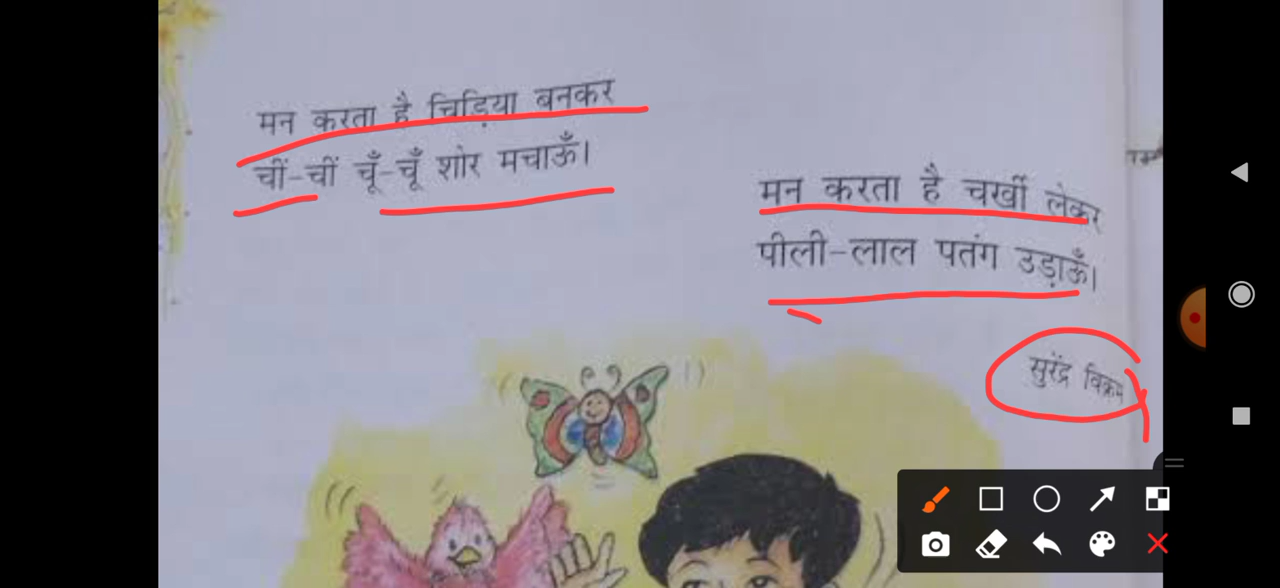 मन करता है चिड़िया बनकर
चीं-चीं चूँ-चूँ शोर मचाऊँ।
मन करता है चर्खी लेकर
पीली-लाल पतंग उड़ाऊँ।
सुरेंद्र विक्रम